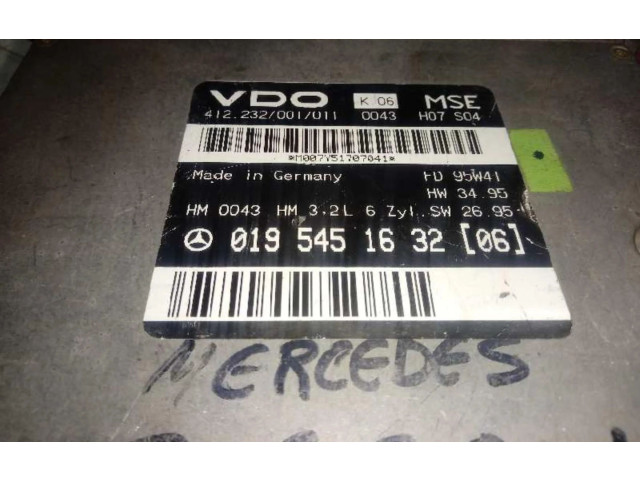 VDO K 06 MSE
412.232/001/011 0043 H07 S04
*M007Y51707041*
Made in Germany FD 95W41
HW 34.95
HM 0043 HM 3.2L 6 Zyl. SW 26.95
019 545 16 32 [06]
MERCEDES